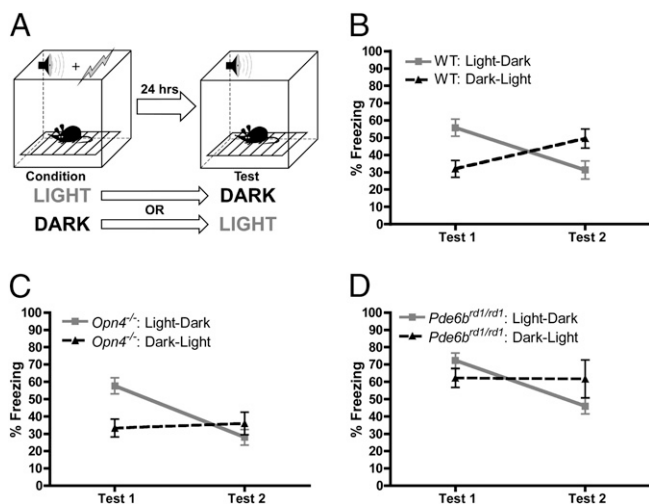 A
+
24 hrs
Condition
Test
LIGHT
DARK
OR
DARK
LIGHT
B
WT: Light-Dark
WT: Dark-Light
% Freezing
100
90
80
70
60
50
40
30
20
10
0
Test 1
Test 2
C
Opn4-/-: Light-Dark
Opn4-/-: Dark-Light
% Freezing
100
90
80
70
60
50
40
30
20
10
0
Test 1
Test 2
D
Pde6brd1/rd1: Light-Dark
Pde6brd1/rd1: Dark-Light
% Freezing
100
90
80
70
60
50
40
30
20
10
0
Test 1
Test 2